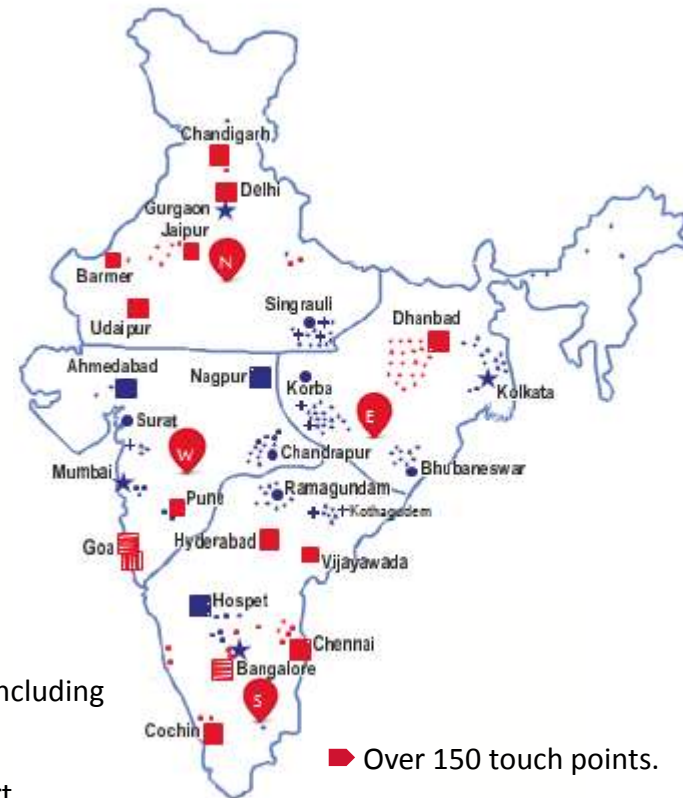 Chandigarh
Delhi
Gurgaon
Jaipur
N
Barmer
Udaipur
Singrauli
Dhanbad
Ahmedabad
Nagpur
Korba
Kolkata
Surat
E
W
Chandrapur
Bhubaneswar
Mumbai
Ramagundam
Pune
Kothagudem
Goa
Hyderabad
Vijayawada
Hospet
Chennai
Bangalore
ncluding
S
Cochin
Over 150 touch points.